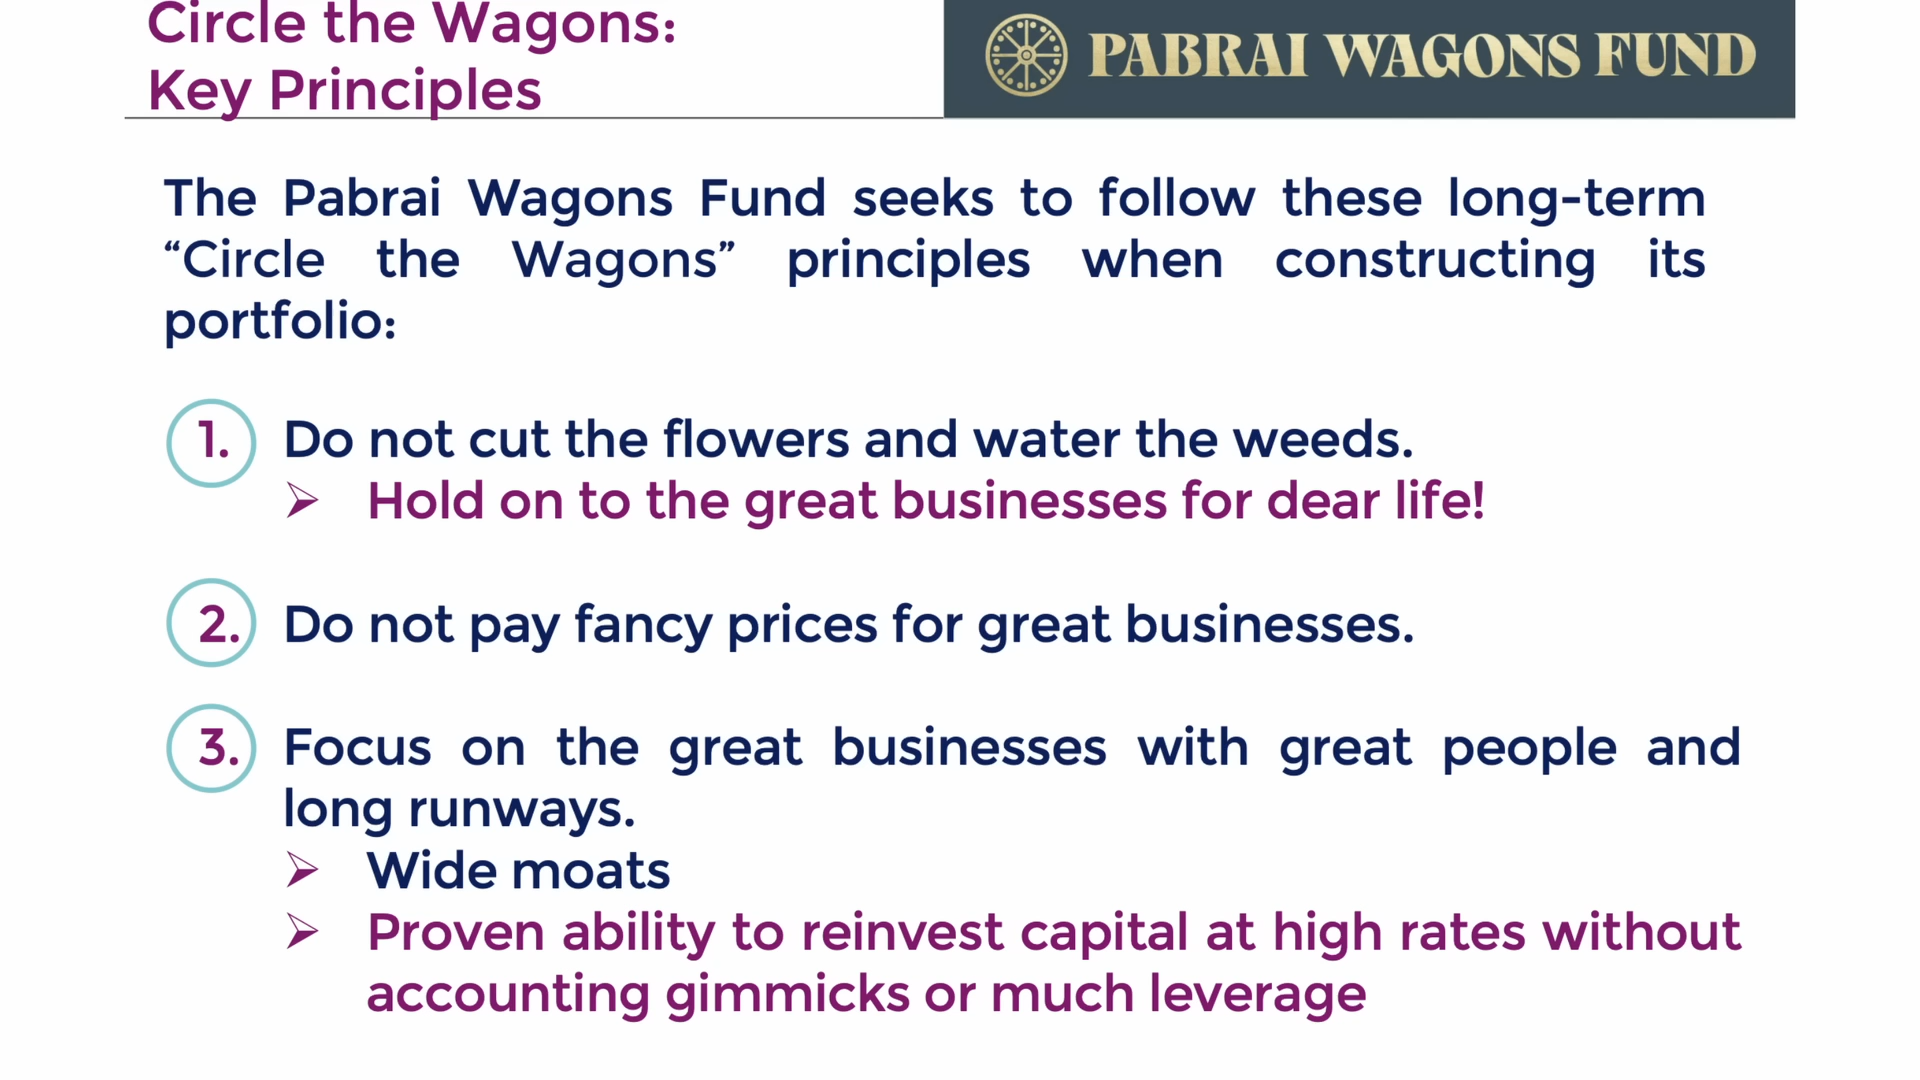 Circle the Wagons:
Key Principles
PABRAI WAGONS FUND
The Pabrai Wagons Fund seeks to follow these long-term
“Circle the Wagons” principles when constructing its
portfolio:
1. Do not cut the flowers and water the weeds.
Hold on to the great businesses for dear life!
2. Do not pay fancy prices for great businesses.
3. Focus on the great businesses with great people and
long runways.
Wide moats
Proven ability to reinvest capital at high rates without
accounting gimmicks or much leverage